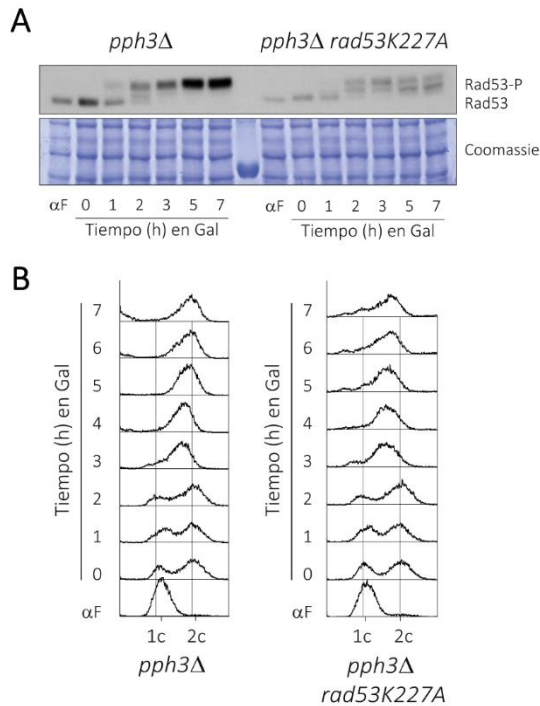 A
pph3Δ
pph3Δ rad53K227A
Rad53-P
Rad53
Coomassie
αF 0 1 2 3 5 7 αF 0 1 2 3 5 7
Tiempo (h) en Gal Tiempo (h) en Gal
B
Tiempo (h) en Gal
7
6
5
4
3
2
1
0
αF
1c 2c
pph3Δ
Tiempo (h) en Gal
7
6
5
4
3
2
1
0
αF
1c 2c
pph3Δ
rad53K227A